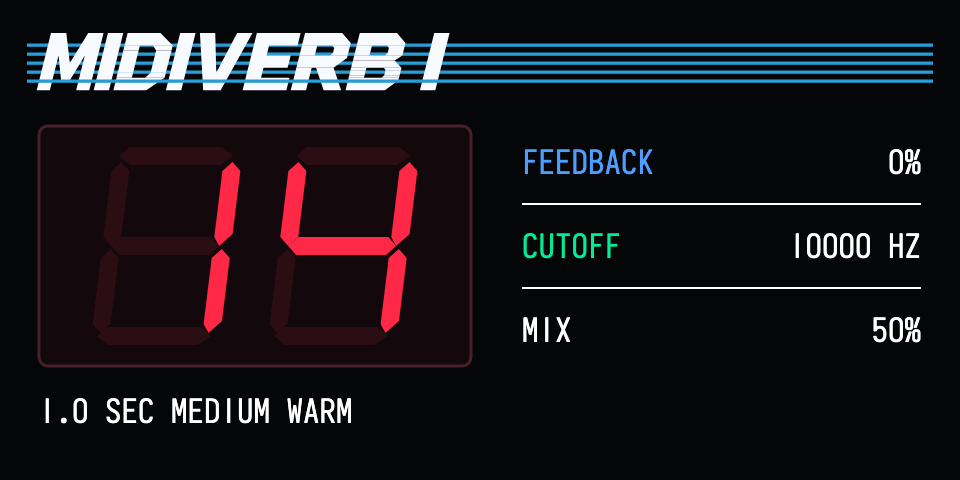 MIDIVERB I
14
FEEDBACK 0%
CUTOFF 10000 HZ
MIX 50%
1.0 SEC MEDIUM WARM